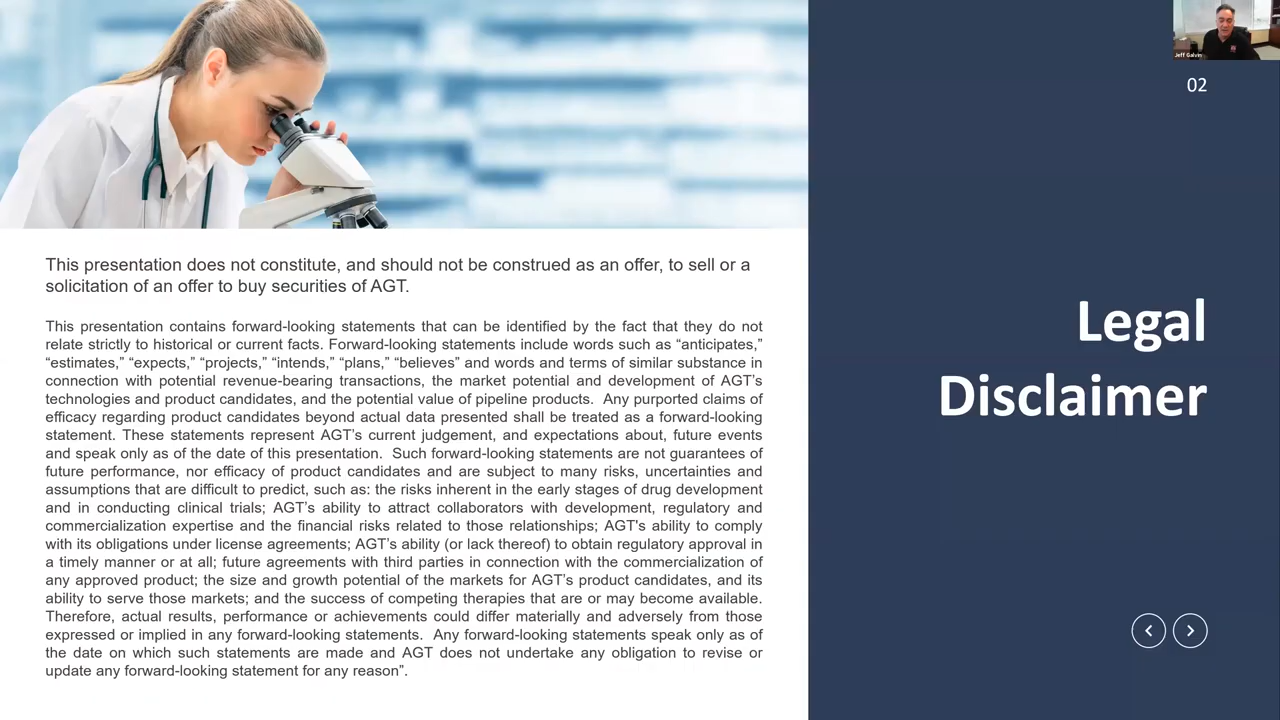 Jeff Galvin
02
Legal
Disclaimer
This presentation does not constitute, and should not be construed as an offer, to sell or a
solicitation of an offer to buy securities of AGT.
This presentation contains forward-looking statements that can be identified by the fact that they do not
relate strictly to historical or current facts. Forward-looking statements include words such as “anticipates,”
“estimates,” “expects,” “projects,” “intends,” “plans,” “believes” and words and terms of similar substance in
connection with potential revenue-bearing transactions, the market potential and development of AGT’s
technologies and product candidates, and the potential value of pipeline products.  Any purported claims of
efficacy regarding product candidates beyond actual data presented shall be treated as a forward-looking
statement. These statements represent AGT’s current judgement, and expectations about, future events
and speak only as of the date of this presentation.  Such forward-looking statements are not guarantees of
future performance, nor efficacy of product candidates and are subject to many risks, uncertainties and
assumptions that are difficult to predict, such as: the risks inherent in the early stages of drug development
and in conducting clinical trials; AGT’s ability to attract collaborators with development, regulatory and
commercialization expertise and the financial risks related to those relationships; AGT's ability to comply
with its obligations under license agreements; AGT’s ability (or lack thereof) to obtain regulatory approval in
a timely manner or at all; future agreements with third parties in connection with the commercialization of
any approved product; the size and growth potential of the markets for AGT’s product candidates, and its
ability to serve those markets; and the success of competing therapies that are or may become available.
Therefore, actual results, performance or achievements could differ materially and adversely from those
expressed or implied in any forward-looking statements.  Any forward-looking statements speak only as of
the date on which such statements are made and AGT does not undertake any obligation to revise or
update any forward-looking statement for any reason”.